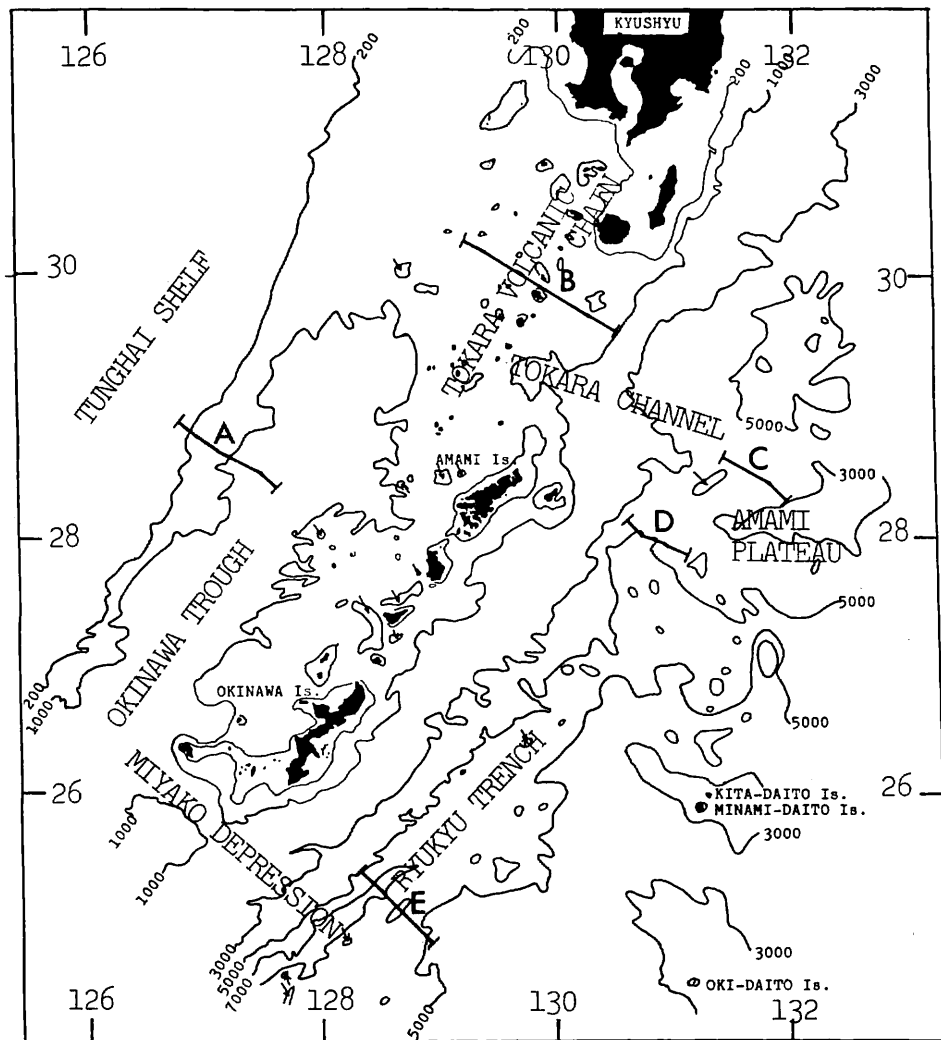 KYUSHYU
126
128
130
132
200
200
200
1000
3000
30
30
TUNGHAI SHELF
TOKARA VOLCANIC
CHAIN
B
TOKARA CHANNEL
5000
A
AMAMI Is.
C
3000
28
28
D
AMAMI
PLATEAU
5000
OKINAWA TROUGH
OKINAWA Is.
200
1000
5000
26
26
MIYAKO DEPRESSION
RYUKYU TRENCH
KITA-DAITO Is.
MINAMI-DAITO Is.
1000
3000
1000
E
3000
5000
7000
3000
OKI-DAITO Is.
5000
126
128
130
132